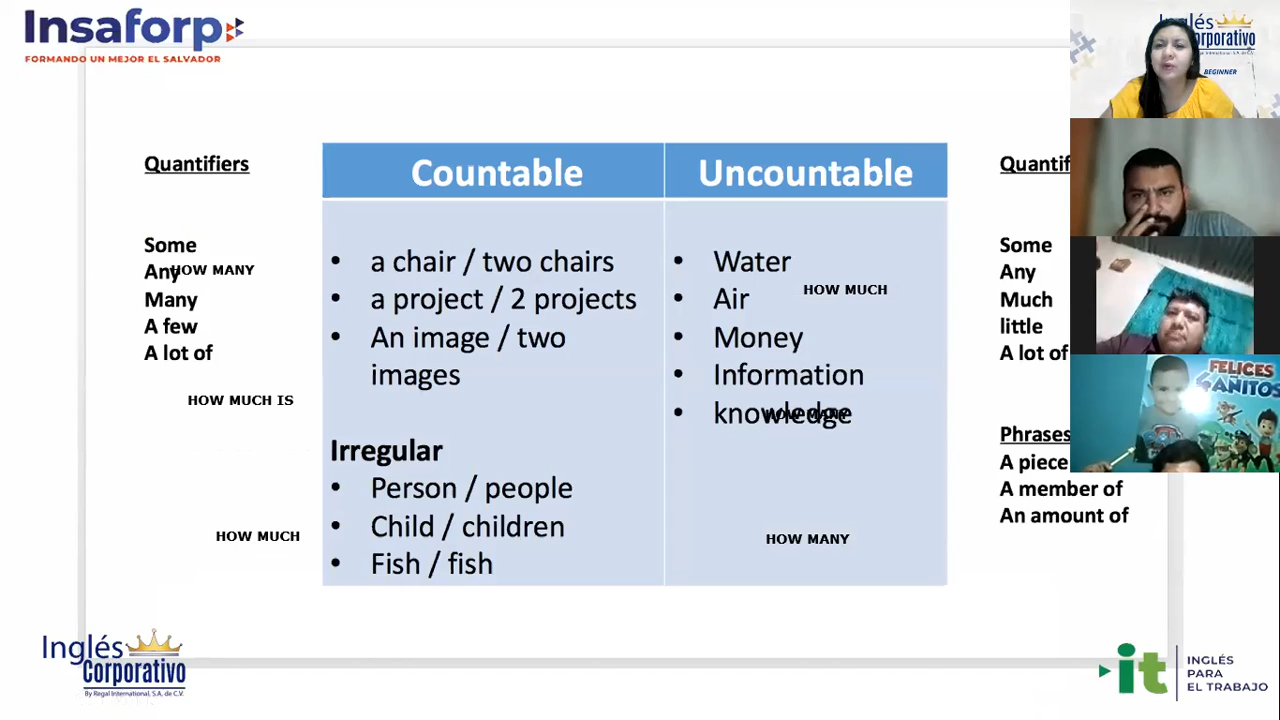 Insaforp
FORMANDO UN MEJOR EL SALVADOR
Inglés
Corporativo
BEGINNER
Quantifiers
Some
Any
HOW MANY
Many
A few
A lot of
HOW MUCH IS
HOW MUCH
Countable
Uncountable
• a chair / two chairs
• a project / 2 projects
• An image / two
images
Irregular
• Person / people
• Child / children
• Fish / fish
• Water
HOW MUCH
• Air
• Money
• Information
• knowledge
HOW MANY
HOW MANY
Some
Any
Much
little
A lot of
Phrases
A piece
A member of
An amount of
FELICES
4 AÑITOS
Inglés
Corporativo
By Regal International, S.A. de C.V.
it
INGLÉS
PARA
EL TRABAJO